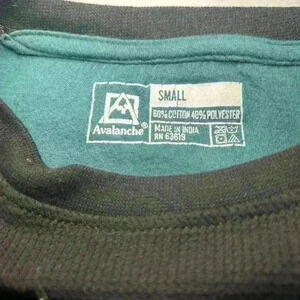 SMALL
60% COTTON 40% POLYESTER
Avalanche®
MADE IN INDIA
RN 63619